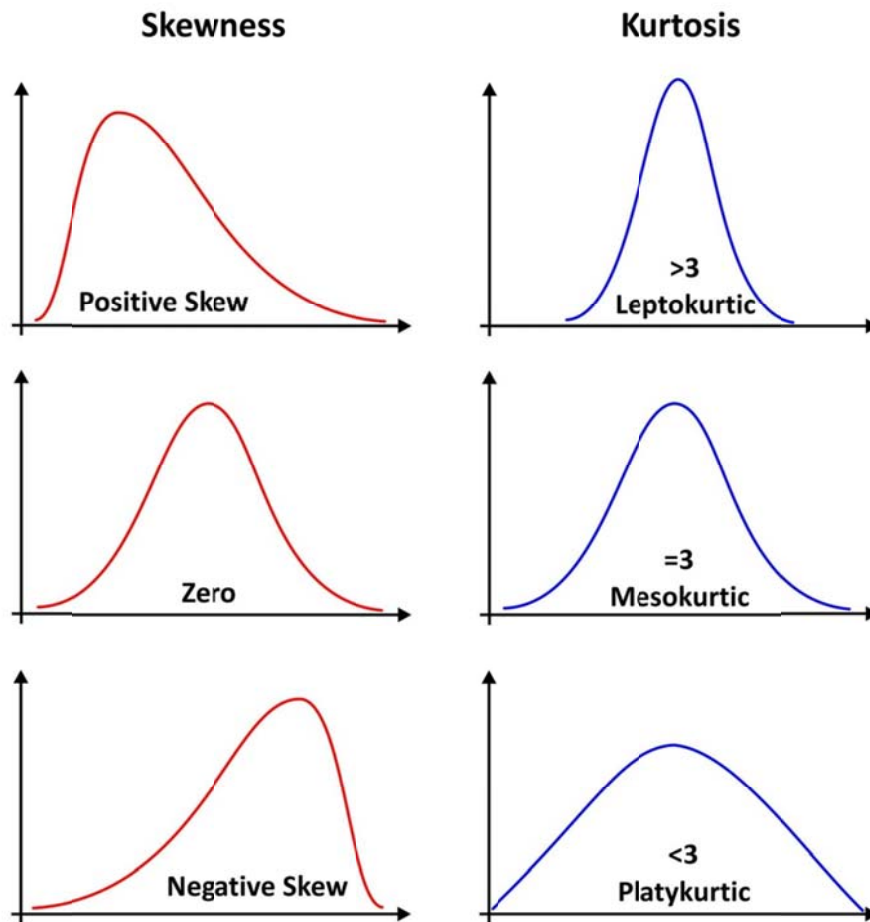 Skewness
Kurtosis
Positive Skew
>3
Leptokurtic
Zero
=3
Mesokurtic
Negative Skew
<3
Platykurtic